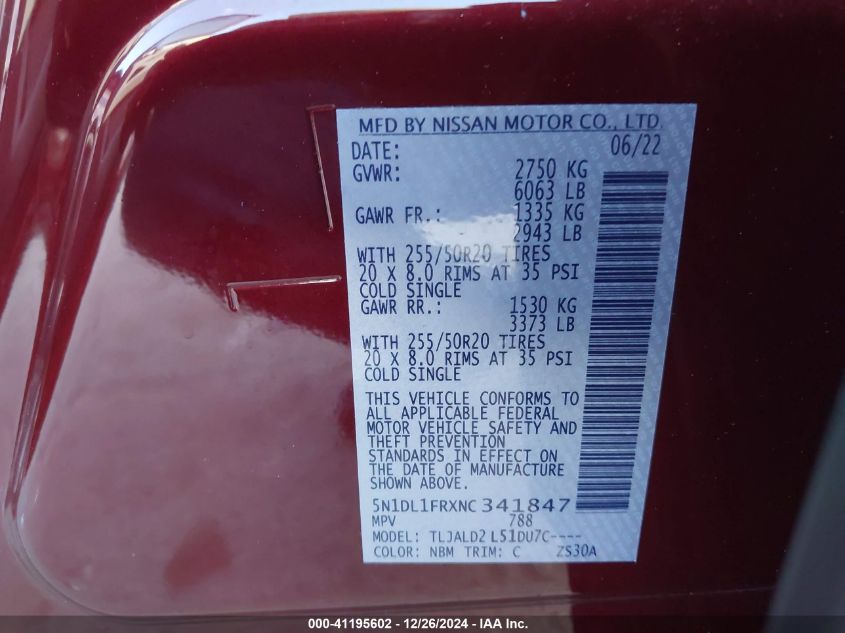 MFD BY NISSAN MOTOR CO., LTD.
DATE: 06/22
GVWR: 2750 KG
6063 LB
GAWR FR.: 1335 KG
2943 LB
WITH 255/50R20 TIRES
20 X 8.0 RIMS AT 35 PSI
COLD SINGLE
GAWR RR.: 1530 KG
3373 LB
WITH 255/50R20 TIRES
20 X 8.0 RIMS AT 35 PSI
COLD SINGLE
THIS VEHICLE CONFORMS TO
ALL APPLICABLE FEDERAL
MOTOR VEHICLE SAFETY AND
THEFT PREVENTION
STANDARDS IN EFFECT ON
THE DATE OF MANUFACTURE
SHOWN ABOVE.
5N1DL1FRXNC341847
MPV 788
MODEL: TLJALD2 L51DU7C----
COLOR: NBM TRIM: C ZS30A
000-41195602 / 12/26/2024 - IAA Inc.